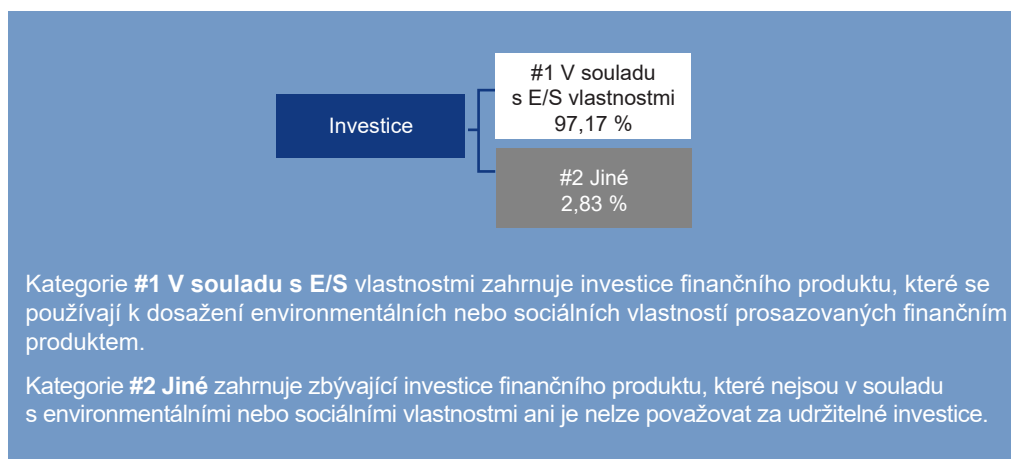 #1 V souladu
s E/S vlastnostmi
97,17 %
Investice
#2 Jiné
2,83 %
Kategorie #1 V souladu s E/S vlastnostmi zahrnuje investice finančního produktu, které se
používají k dosažení environmentálních nebo sociálních vlastností prosazovaných finančním
produktem.
Kategorie #2 Jiné zahrnuje zbývající investice finančního produktu, které nejsou v souladu
s environmentálními nebo sociálními vlastnostmi ani je nelze považovat za udržitelné investice.